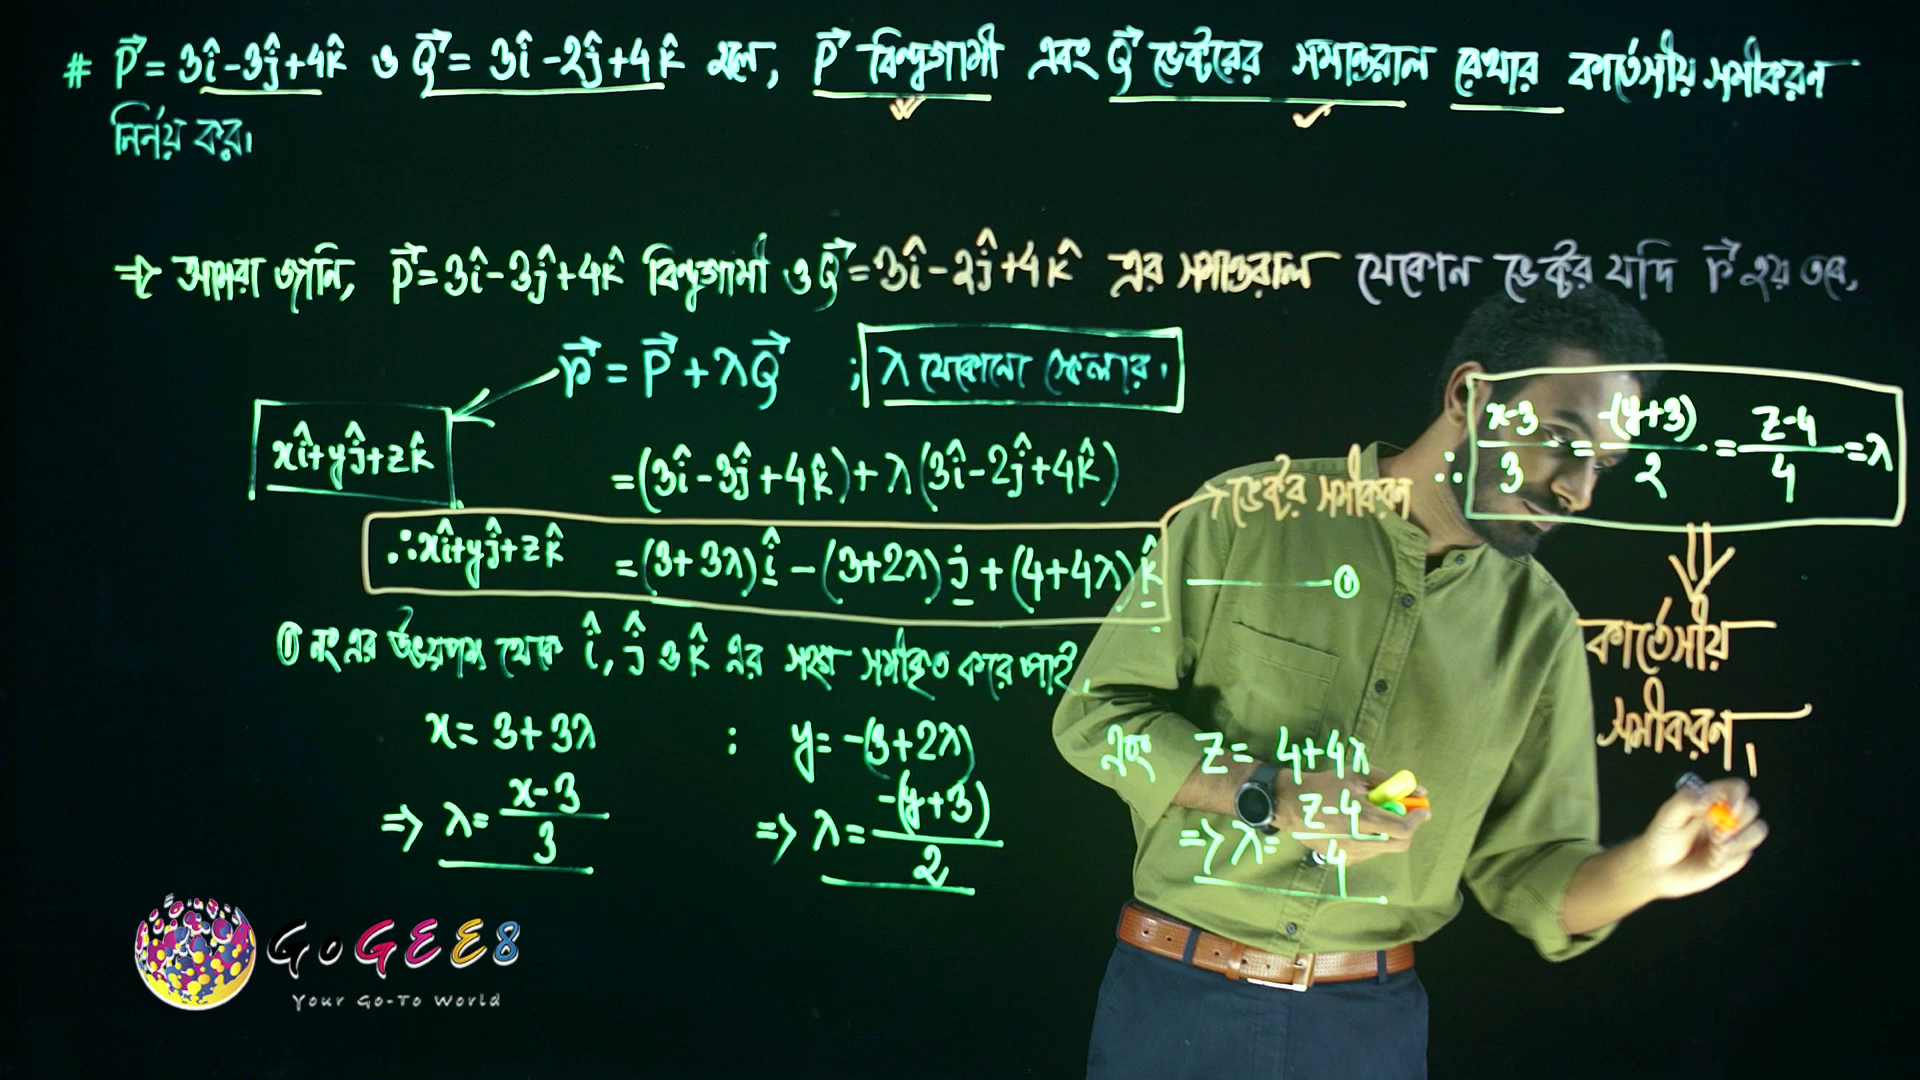 # P⃗ = 3î-3ĵ+4k̂ ও Q⃗ = 3î-2ĵ+4k̂ হলে, P⃗ বিন্দুগামী এবং Q⃗ ভেক্টরের সমান্তরাল রেখার কার্তেসীয় সমীকরন
নির্নয় কর।
⇒ আমরা জানি, P⃗ = 3î-3ĵ+4k̂ বিন্দুগামী ও Q⃗ = 3î-2ĵ+4k̂ এর সমান্তরাল যেকোন ভেক্টর যদি r⃗ হয় তবে,
r⃗ = P⃗ + λQ⃗ ; λ যেকোনো স্কেলার।
xî+yĵ+zk̂
=(3î-3ĵ+4k̂)+λ(3î-2ĵ+4k̂)
→ ভেক্টর সমীকরন
∴xî+yĵ+zk̂ =(3+3λ)î-(3+2λ)ĵ+(4+4λ)k̂ ——— ①
① নং এর উভয়পক্ষ থেকে î, ĵ ও k̂ এর সহগ সমীকৃত করে পাই,
x= 3+3λ ; y= -(3+2λ) এবং z= 4+4λ
⇒ λ= (x-3)/3 ⇒ λ= -(y+3)/2 ⇒ λ= (z-4)/4
∴ (x-3)/3 = -(y+3)/2 = (z-4)/4 = λ
কার্তেসীয়
সমীকরন।
GoGEE8
Your Go-To World